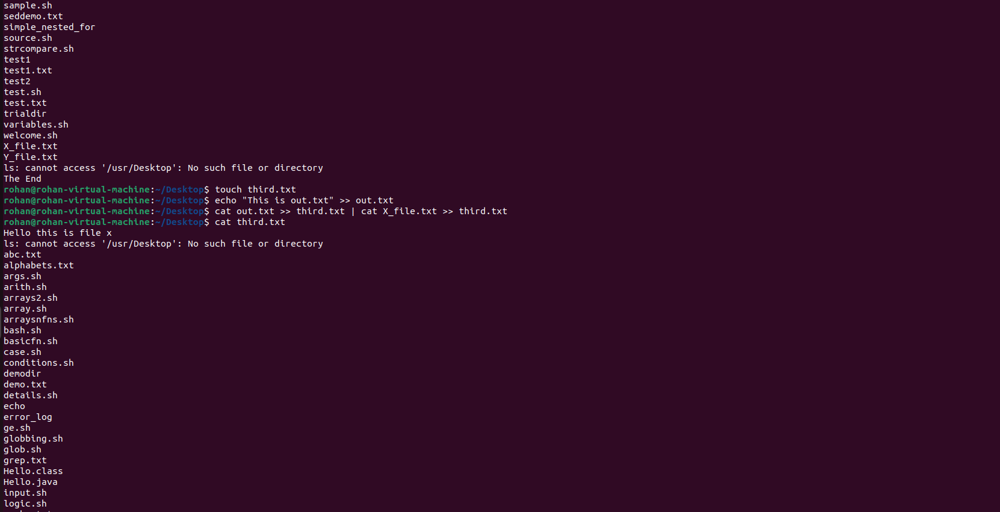 sample.sh
seddemo.txt
simple_nested_for
source.sh
strcompare.sh
test1
test1.txt
test2
test.sh
test.txt
trialdir
variables.sh
welcome.sh
X_file.txt
Y_file.txt
ls: cannot access '/usr/Desktop': No such file or directory
The End
rohan@rohan-virtual-machine:~/Desktop$ touch third.txt
rohan@rohan-virtual-machine:~/Desktop$ echo "This is out.txt" >> out.txt
rohan@rohan-virtual-machine:~/Desktop$ cat out.txt >> third.txt | cat X_file.txt >> third.txt
rohan@rohan-virtual-machine:~/Desktop$ cat third.txt
Hello this is file x
ls: cannot access '/usr/Desktop': No such file or directory
abc.txt
alphabets.txt
args.sh
arith.sh
arrays2.sh
array.sh
arraysnfns.sh
bash.sh
basicfn.sh
case.sh
conditions.sh
demodir
demo.txt
details.sh
echo
error_log
ge.sh
globbing.sh
glob.sh
grep.txt
Hello.class
Hello.java
input.sh
logic.sh